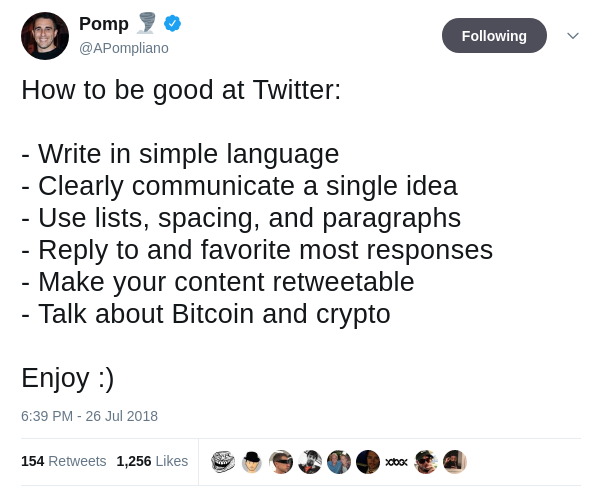 Pomp 🌪 
@APompliano
Following
How to be good at Twitter:
- Write in simple language
- Clearly communicate a single idea
- Use lists, spacing, and paragraphs
- Reply to and favorite most responses
- Make your content retweetable
- Talk about Bitcoin and crypto
Enjoy :)
6:39 PM - 26 Jul 2018
154 Retweets 1,256 Likes